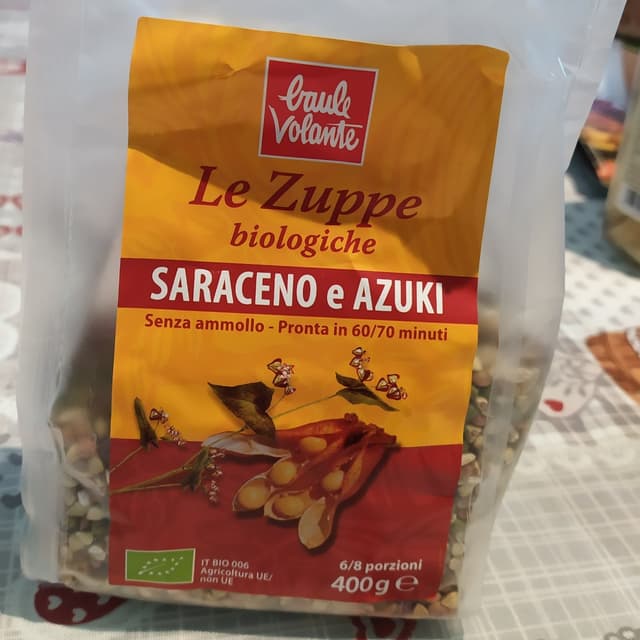 baule
Volante
Le Zuppe
biologiche
SARACENO e AZUKI
Senza ammollo - Pronta in 60/70 minuti
IT BIO 006
Agricoltura UE/
non UE
6/8 porzioni
400g e